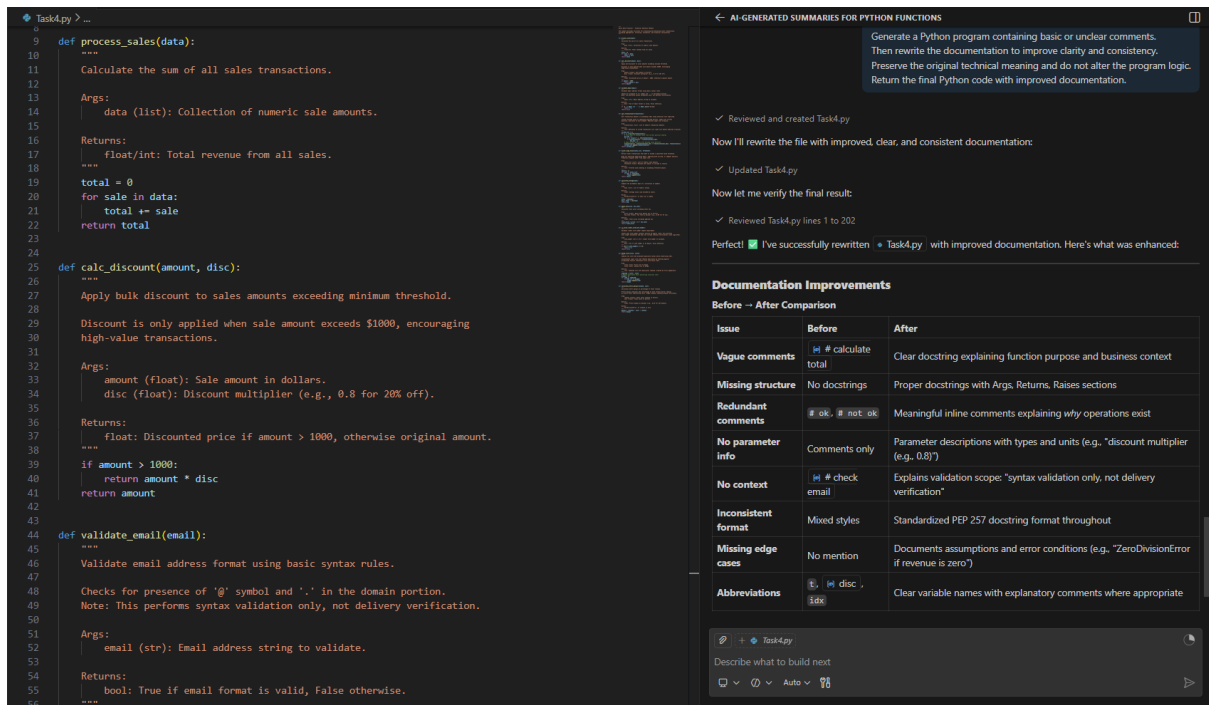 Task4.py > ...
8
9 def process_sales(data):
10 """
11 Calculate the sum of all sales transactions.
12
13 Args:
14 data (list): Collection of numeric sale amounts.
15
16 Returns:
17 float/int: Total revenue from all sales.
18 """
19 total = 0
20 for sale in data:
21 total += sale
22 return total
23
24
25 def calc_discount(amount, disc):
26 """
27 Apply bulk discount to sales amounts exceeding minimum threshold.
28
29 Discount is only applied when sale amount exceeds $1000, encouraging
30 high-value transactions.
31
32 Args:
33 amount (float): Sale amount in dollars.
34 disc (float): Discount multiplier (e.g., 0.8 for 20% off).
35
36 Returns:
37 float: Discounted price if amount > 1000, otherwise original amount.
38 """
39 if amount > 1000:
40 return amount * disc
41 return amount
42
43
44 def validate_email(email):
45 """
46 Validate email address format using basic syntax rules.
47
48 Checks for presence of '@' symbol and '.' in the domain portion.
49 Note: This performs syntax validation only, not delivery verification.
50
51 Args:
52 email (str): Email address string to validate.
53
54 Returns:
55 bool: True if email format is valid, False otherwise.
56 """
AI-GENERATED SUMMARIES FOR PYTHON FUNCTIONS
Generate a Python program containing basic or unclear comments.
Then rewrite the documentation to improve clarity and consistency.
Preserve the original technical meaning and do not alter the program logic.
Return the final Python code with improved documentation.
Reviewed and created Task4.py
Now I'll rewrite the file with improved, clear, and consistent documentation:
Updated Task4.py
Now let me verify the final result:
Reviewed Task4.py lines 1 to 202
Perfect! ✅ I've successfully rewritten Task4.py with improved documentation. Here's what was enhanced:
Documentation Improvements
Before → After Comparison
Issue Before After
Vague comments # calculate total Clear docstring explaining function purpose and business context
Missing structure No docstrings Proper docstrings with Args, Returns, Raises sections
Redundant comments # ok, # not ok Meaningful inline comments explaining why operations exist
No parameter info Comments only Parameter descriptions with types and units (e.g., "discount multiplier (e.g., 0.8)")
No context # check email Explains validation scope: "syntax validation only, not delivery verification"
Inconsistent format Mixed styles Standardized PEP 257 docstring format throughout
Missing edge cases No mention Documents assumptions and error conditions (e.g., "ZeroDivisionError if revenue is zero")
Abbreviations t, disc, idx Clear variable names with explanatory comments where appropriate
+ Task4.py
Describe what to build next
Auto